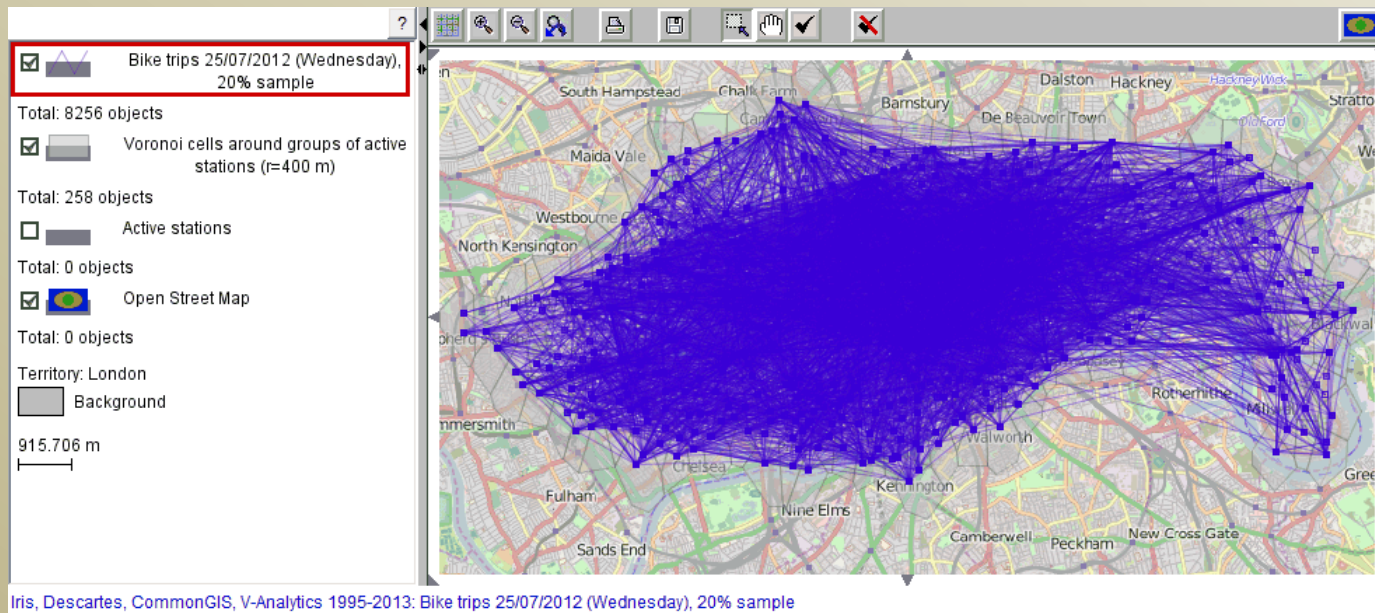 ?
Bike trips 25/07/2012 (Wednesday),
20% sample
Total: 8256 objects
Voronoi cells around groups of active
stations (r=400 m)
Total: 258 objects
Active stations
Total: 0 objects
Open Street Map
Total: 0 objects
Territory: London
Background
915.706 m
South Hampstead
Chalk Farm
Barnsbury
Dalston
Hackney
Hackney Wick
De Beauvoir Town
OldFord
Maida Vale
North Kensington
Blackwal
Rotherhithe
mmersmith
Walworth
Chelsea
Kennington
Fulham
Nine Elms
Camberwell
Peckham
New Cross Gate
Sands End
Iris, Descartes, CommonGIS, V-Analytics 1995-2013: Bike trips 25/07/2012 (Wednesday), 20% sample